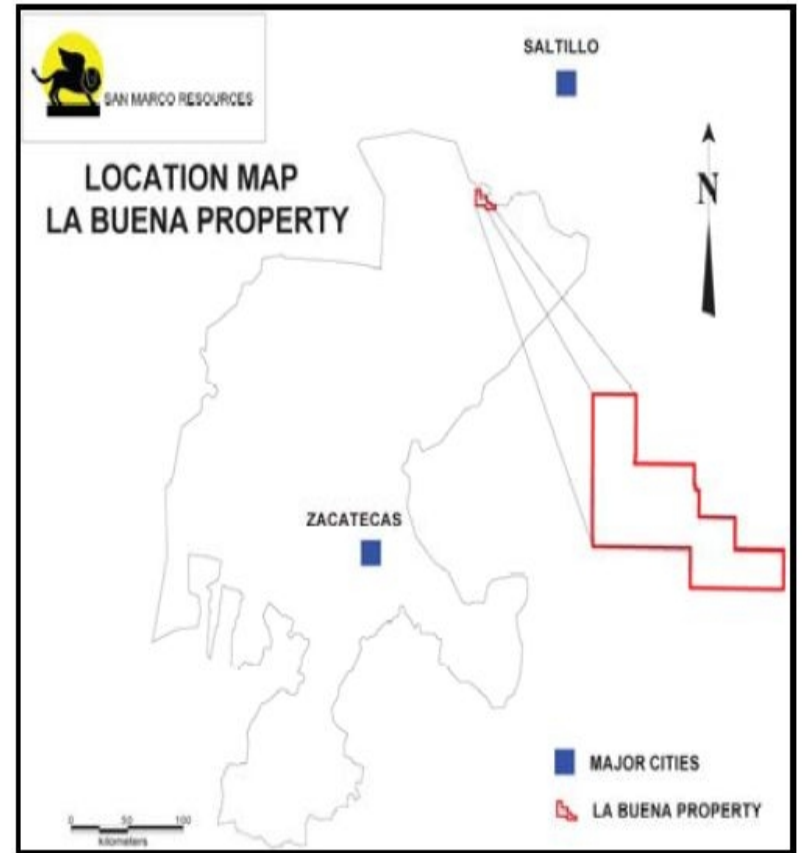 SAN MARCO RESOURCES
SALTILLO
LOCATION MAP
LA BUENA PROPERTY
N
ZACATECAS
MAJOR CITIES
LA BUENA PROPERTY
0 50 100
kilometers